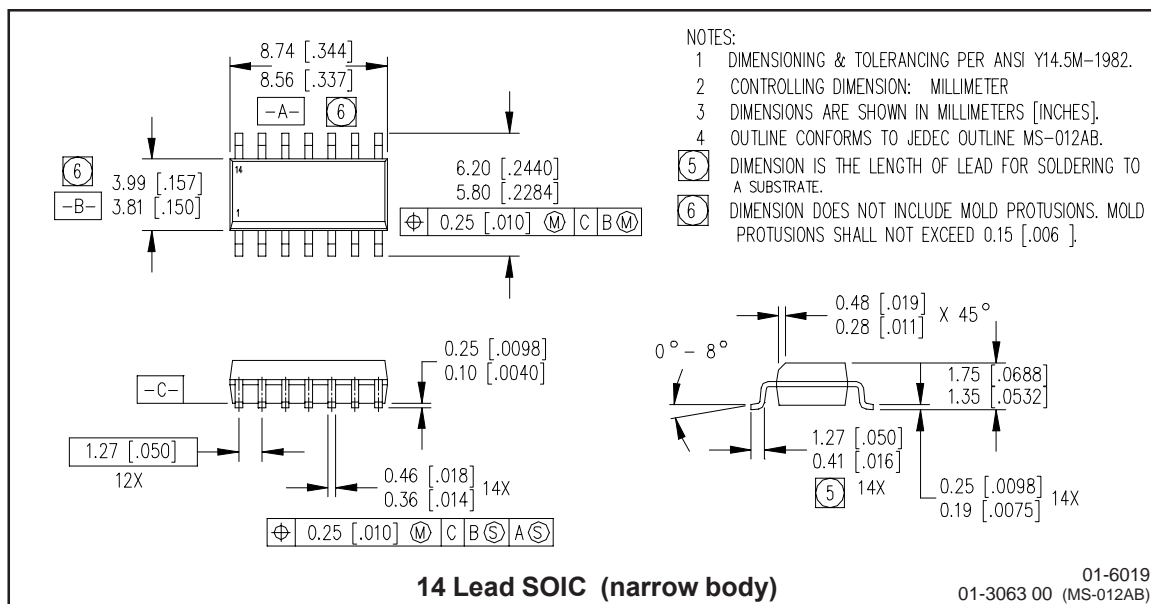 8.74 [.344]
8.56 [.337]
-A- 6
6
3.99 [.157]
-B- 3.81 [.150]
14
1
6.20 [.2440]
5.80 [.2284]
⌖ 0.25 [.010] Ⓜ C B Ⓜ
NOTES:
1 DIMENSIONING & TOLERANCING PER ANSI Y14.5M-1982.
2 CONTROLLING DIMENSION: MILLIMETER
3 DIMENSIONS ARE SHOWN IN MILLIMETERS [INCHES].
4 OUTLINE CONFORMS TO JEDEC OUTLINE MS-012AB.
5 DIMENSION IS THE LENGTH OF LEAD FOR SOLDERING TO
A SUBSTRATE.
6 DIMENSION DOES NOT INCLUDE MOLD PROTUSIONS. MOLD
PROTUSIONS SHALL NOT EXCEED 0.15 [.006 ].
-C-
0.25 [.0098]
0.10 [.0040]
1.27 [.050]
12X
0.46 [.018]
0.36 [.014] 14X
⌖ 0.25 [.010] Ⓜ C B Ⓢ A Ⓢ
0.48 [.019]
0.28 [.011] X 45°
0° - 8°
1.75 [.0688]
1.35 [.0532]
1.27 [.050]
0.41 [.016]
5 14X
0.25 [.0098]
0.19 [.0075] 14X
14 Lead SOIC (narrow body)
01-6019
01-3063 00 (MS-012AB)